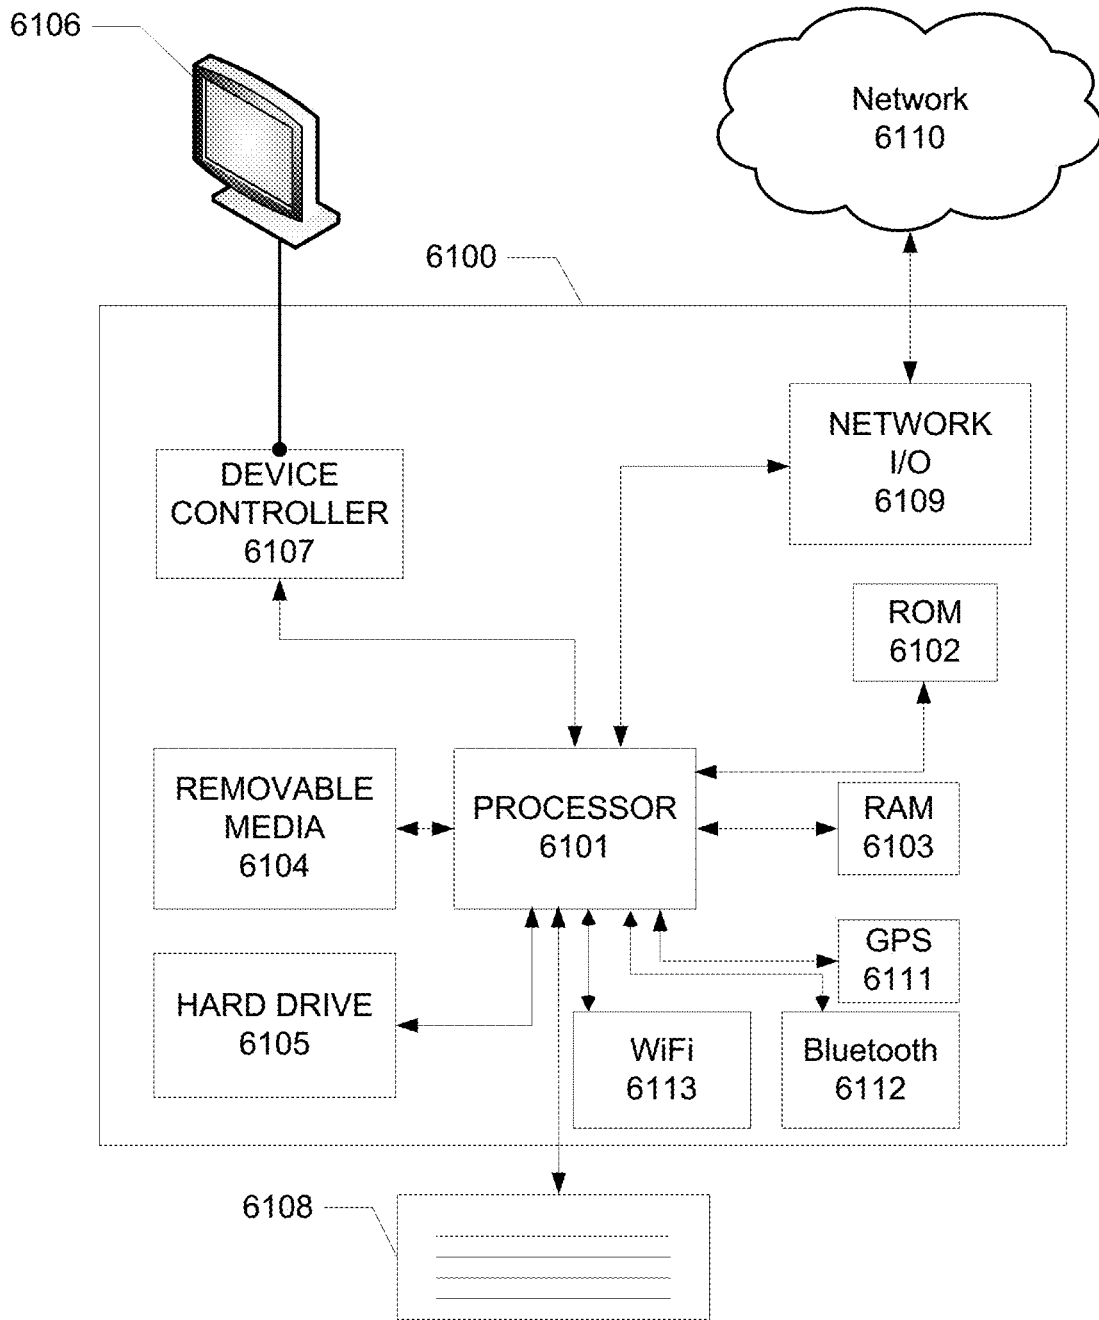 6106
Network
6110
6100
NETWORK
I/O
6109
DEVICE
CONTROLLER
6107
ROM
6102
REMOVABLE
MEDIA
6104
PROCESSOR
6101
RAM
6103
GPS
6111
HARD DRIVE
6105
WiFi
6113
Bluetooth
6112
6108